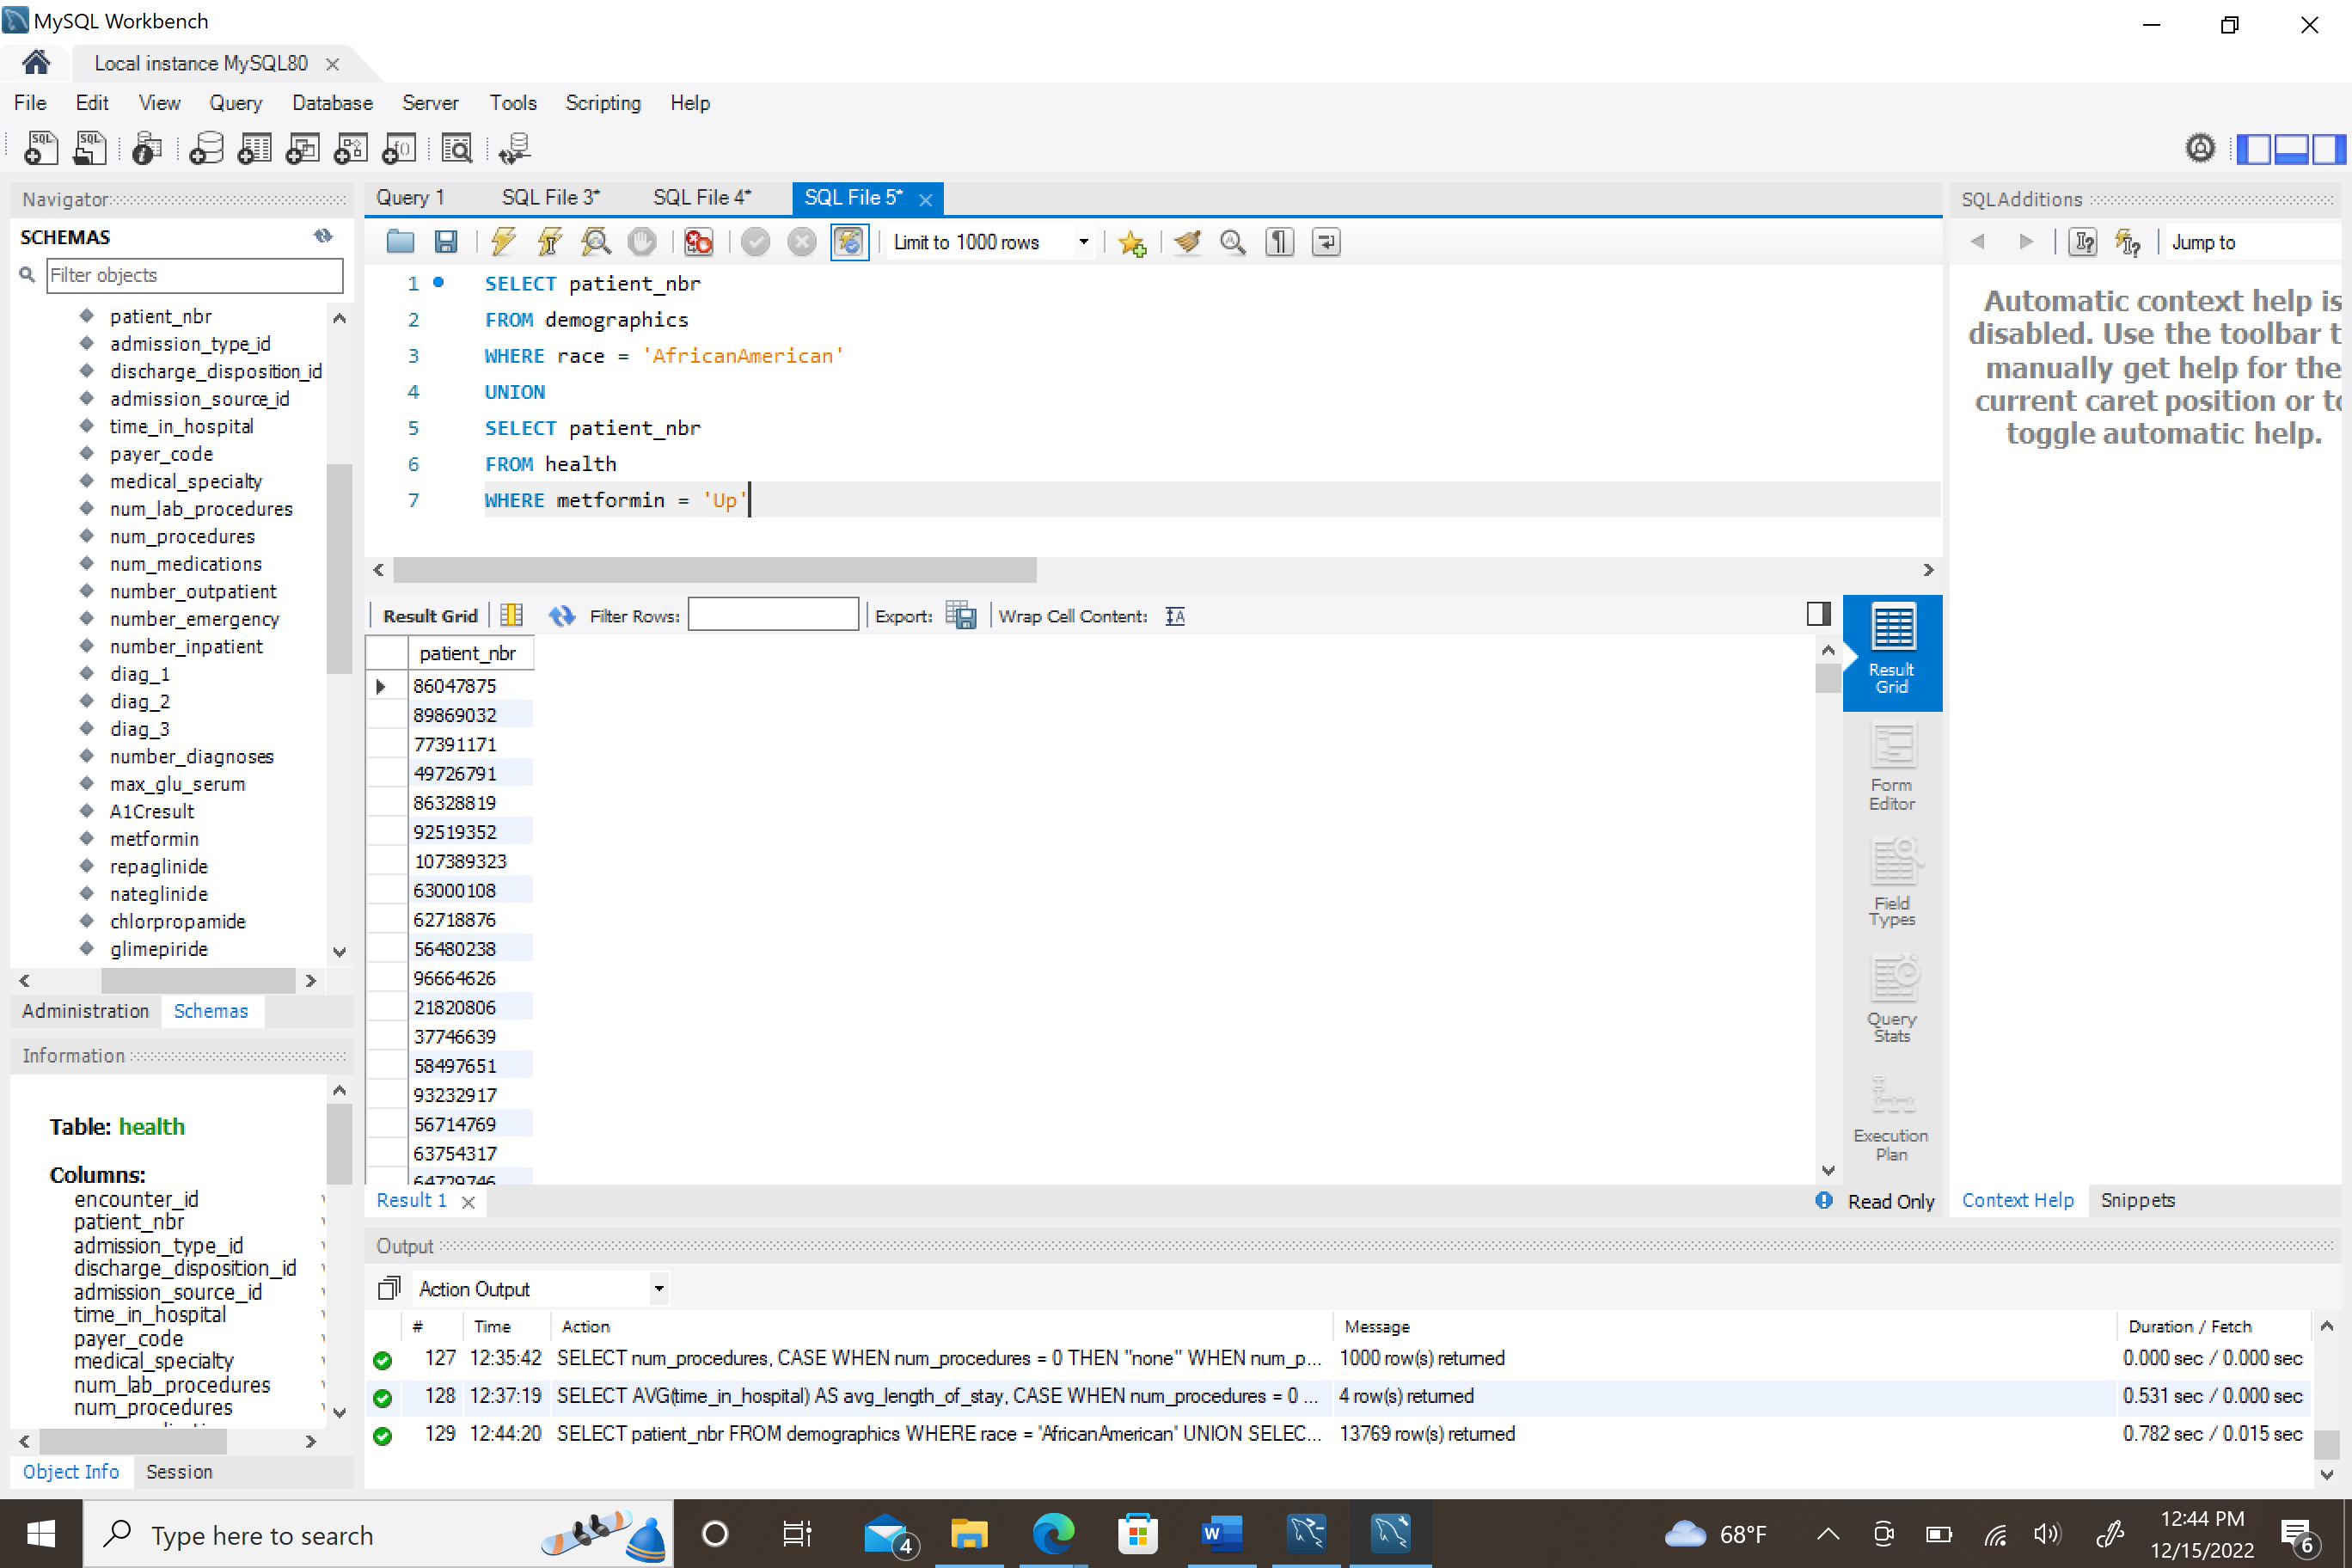 MySQL Workbench
Local instance MySQL80
File Edit View Query Database Server Tools Scripting Help
Navigator
SCHEMAS
Filter objects
patient_nbr
admission_type_id
discharge_disposition_id
admission_source_id
time_in_hospital
payer_code
medical_specialty
num_lab_procedures
num_procedures
num_medications
number_outpatient
number_emergency
number_inpatient
diag_1
diag_2
diag_3
number_diagnoses
max_glu_serum
A1Cresult
metformin
repaglinide
nateglinide
chlorpropamide
glimepiride
Administration Schemas
Information
Table: health
Columns:
encounter_id
patient_nbr
admission_type_id
discharge_disposition_id
admission_source_id
time_in_hospital
payer_code
medical_specialty
num_lab_procedures
num_procedures
Object Info Session
Query 1 SQL File 3* SQL File 4* SQL File 5*
Limit to 1000 rows
1 SELECT patient_nbr
2 FROM demographics
3 WHERE race = 'AfricanAmerican'
4 UNION
5 SELECT patient_nbr
6 FROM health
7 WHERE metformin = 'Up'
Result Grid Filter Rows: Export: Wrap Cell Content:
patient_nbr
86047875
89869032
77391171
49726791
86328819
92519352
107389323
63000108
62718876
56480238
96664626
21820806
37746639
58497651
93232917
56714769
63754317
64729746
Result Grid
Form Editor
Field Types
Query Stats
Execution Plan
Result 1
Read Only
SQLAdditions
Jump to
Automatic context help is
disabled. Use the toolbar t
manually get help for the
current caret position or to
toggle automatic help.
Context Help Snippets
Output
Action Output
# Time Action Message Duration / Fetch
127 12:35:42 SELECT num_procedures, CASE WHEN num_procedures = 0 THEN "none" WHEN num_p... 1000 row(s) returned 0.000 sec / 0.000 sec
128 12:37:19 SELECT AVG(time_in_hospital) AS avg_length_of_stay, CASE WHEN num_procedures = 0 ... 4 row(s) returned 0.531 sec / 0.000 sec
129 12:44:20 SELECT patient_nbr FROM demographics WHERE race = 'AfricanAmerican' UNION SELEC... 13769 row(s) returned 0.782 sec / 0.015 sec
Type here to search
4
68°F
12:44 PM
12/15/2022
6